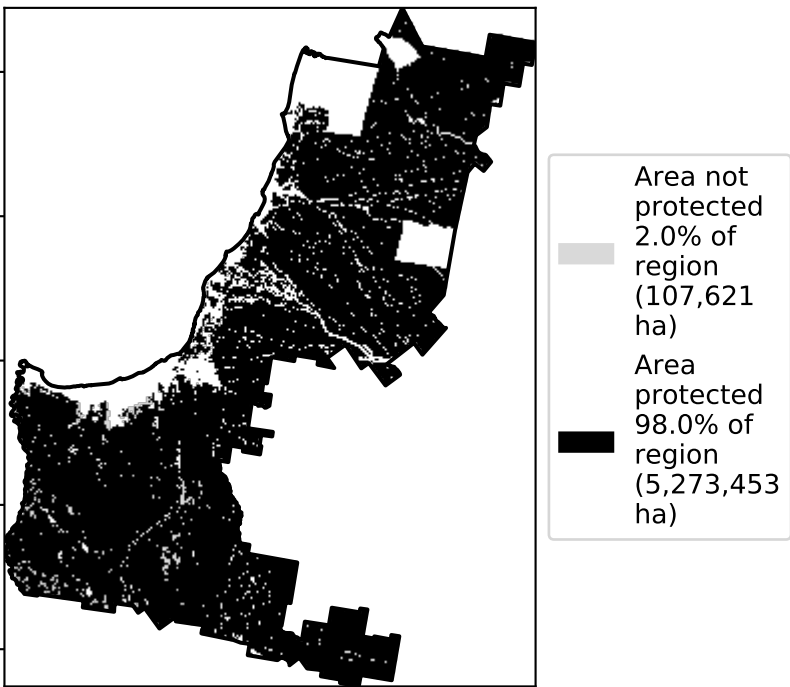 Area not
protected
2.0% of
region
(107,621
ha)
Area
protected
98.0% of
region
(5,273,453
ha)